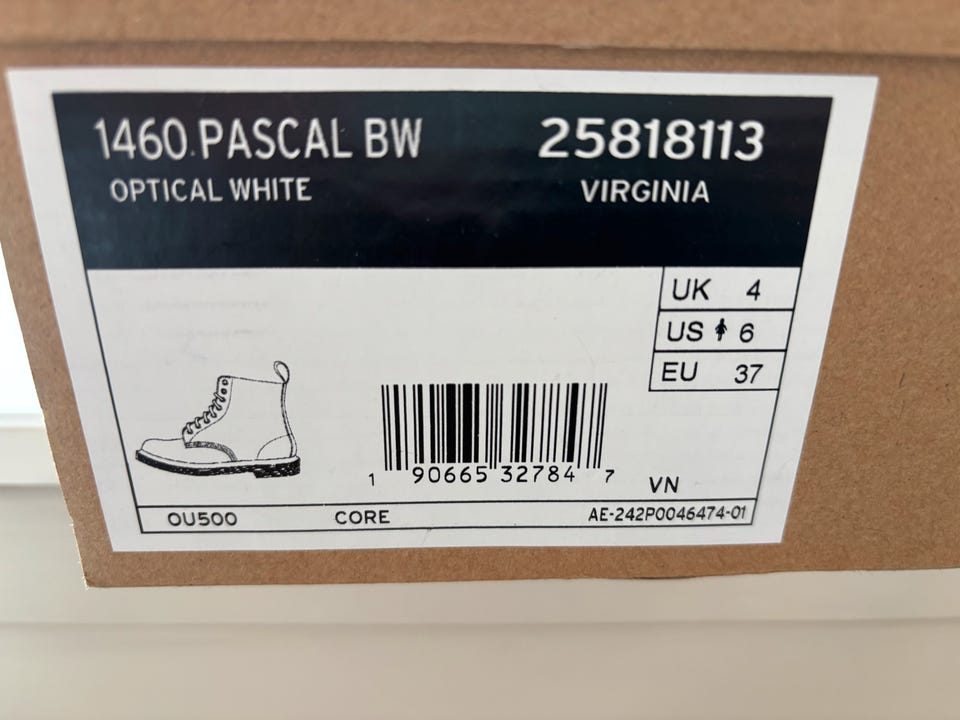 1460 PASCAL BW 25818113
OPTICAL WHITE VIRGINIA
UK 4
US 6
EU 37
1 90665 32784 7
VN
OU500 CORE AE-242P0046474-01